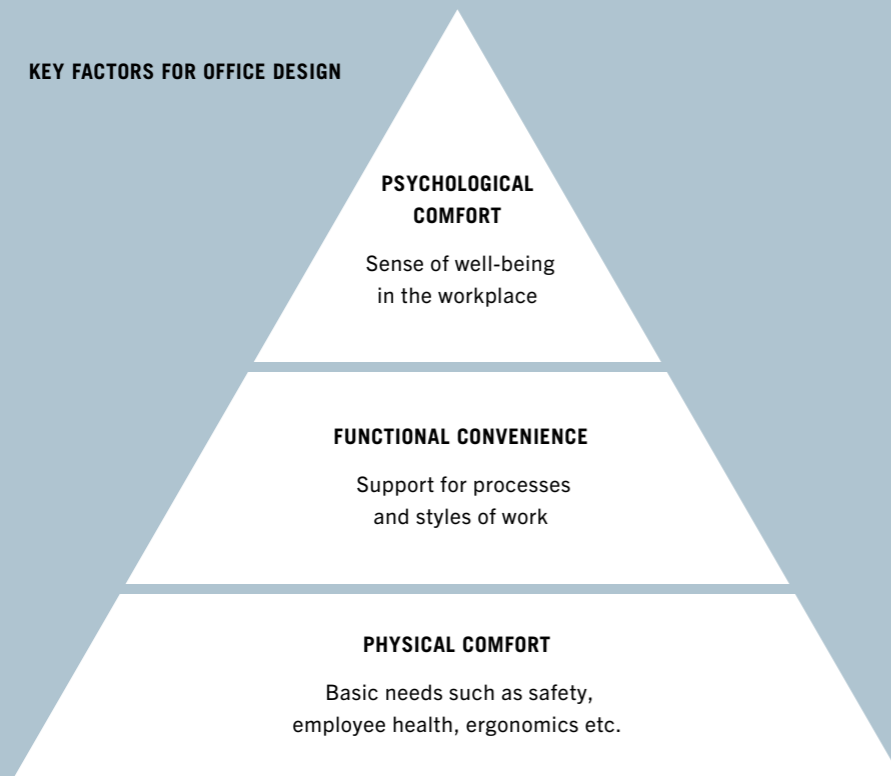 KEY FACTORS FOR OFFICE DESIGN
PSYCHOLOGICAL
COMFORT
Sense of well-being
in the workplace
FUNCTIONAL CONVENIENCE
Support for processes
and styles of work
PHYSICAL COMFORT
Basic needs such as safety,
employee health, ergonomics etc.